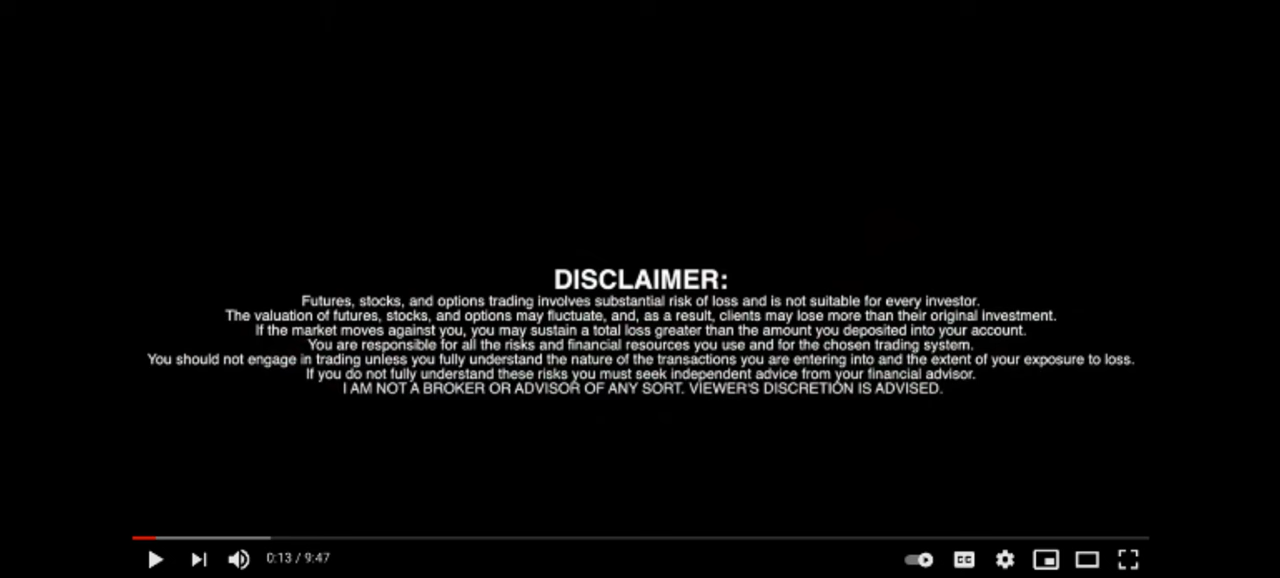 DISCLAIMER:
Futures, stocks, and options trading involves substantial risk of loss and is not suitable for every investor.
The valuation of futures, stocks, and options may fluctuate, and, as a result, clients may lose more than their original investment.
If the market moves against you, you may sustain a total loss greater than the amount you deposited into your account.
You are responsible for all the risks and financial resources you use and for the chosen trading system.
You should not engage in trading unless you fully understand the nature of the transactions you are entering into and the extent of your exposure to loss.
If you do not fully understand these risks you must seek independent advice from your financial advisor.
I AM NOT A BROKER OR ADVISOR OF ANY SORT. VIEWER'S DISCRETION IS ADVISED.
0:13 / 9:47 CC